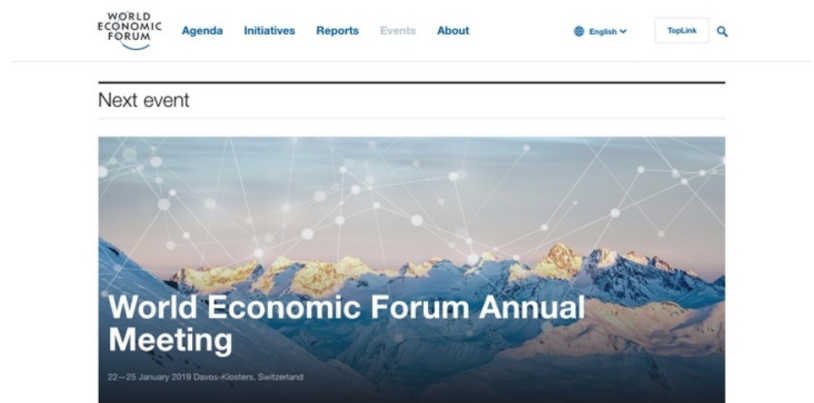 WORLD
ECONOMIC
FORUM
Agenda Initiatives Reports Events About
English
TopLink
Next event
World Economic Forum Annual
Meeting
22–25 January 2019 Davos-Klosters, Switzerland